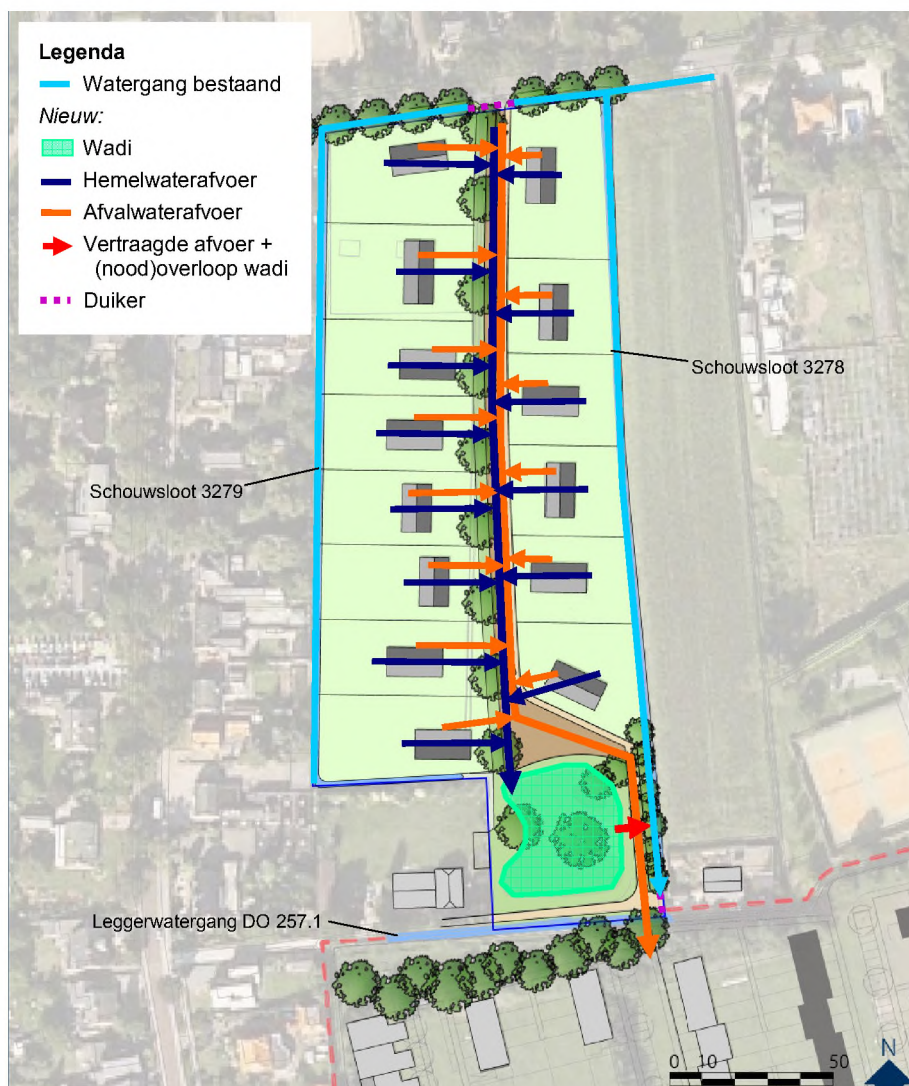 Legenda
Watergang bestaand
Nieuw:
Wadi
Hemelwaterafvoer
Afvalwaterafvoer
Vertraagde afvoer +
(nood)overloop wadi
Duiker
Schouwsloot 3278
Schouwsloot 3279
Leggerwatergang DO 257.1
0 10 50
N